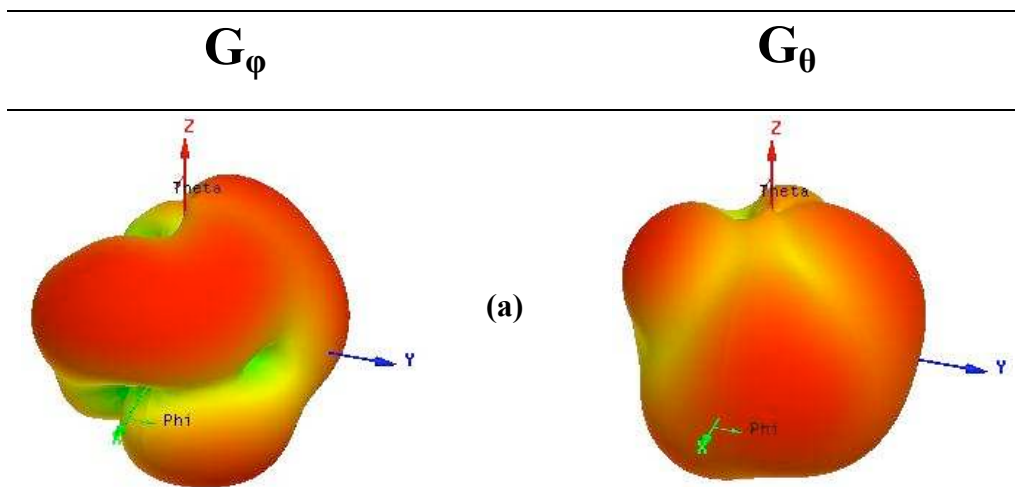 Gφ Gθ
Z Z
Theta Theta
(a)
Y Y
Phi Phi
X X